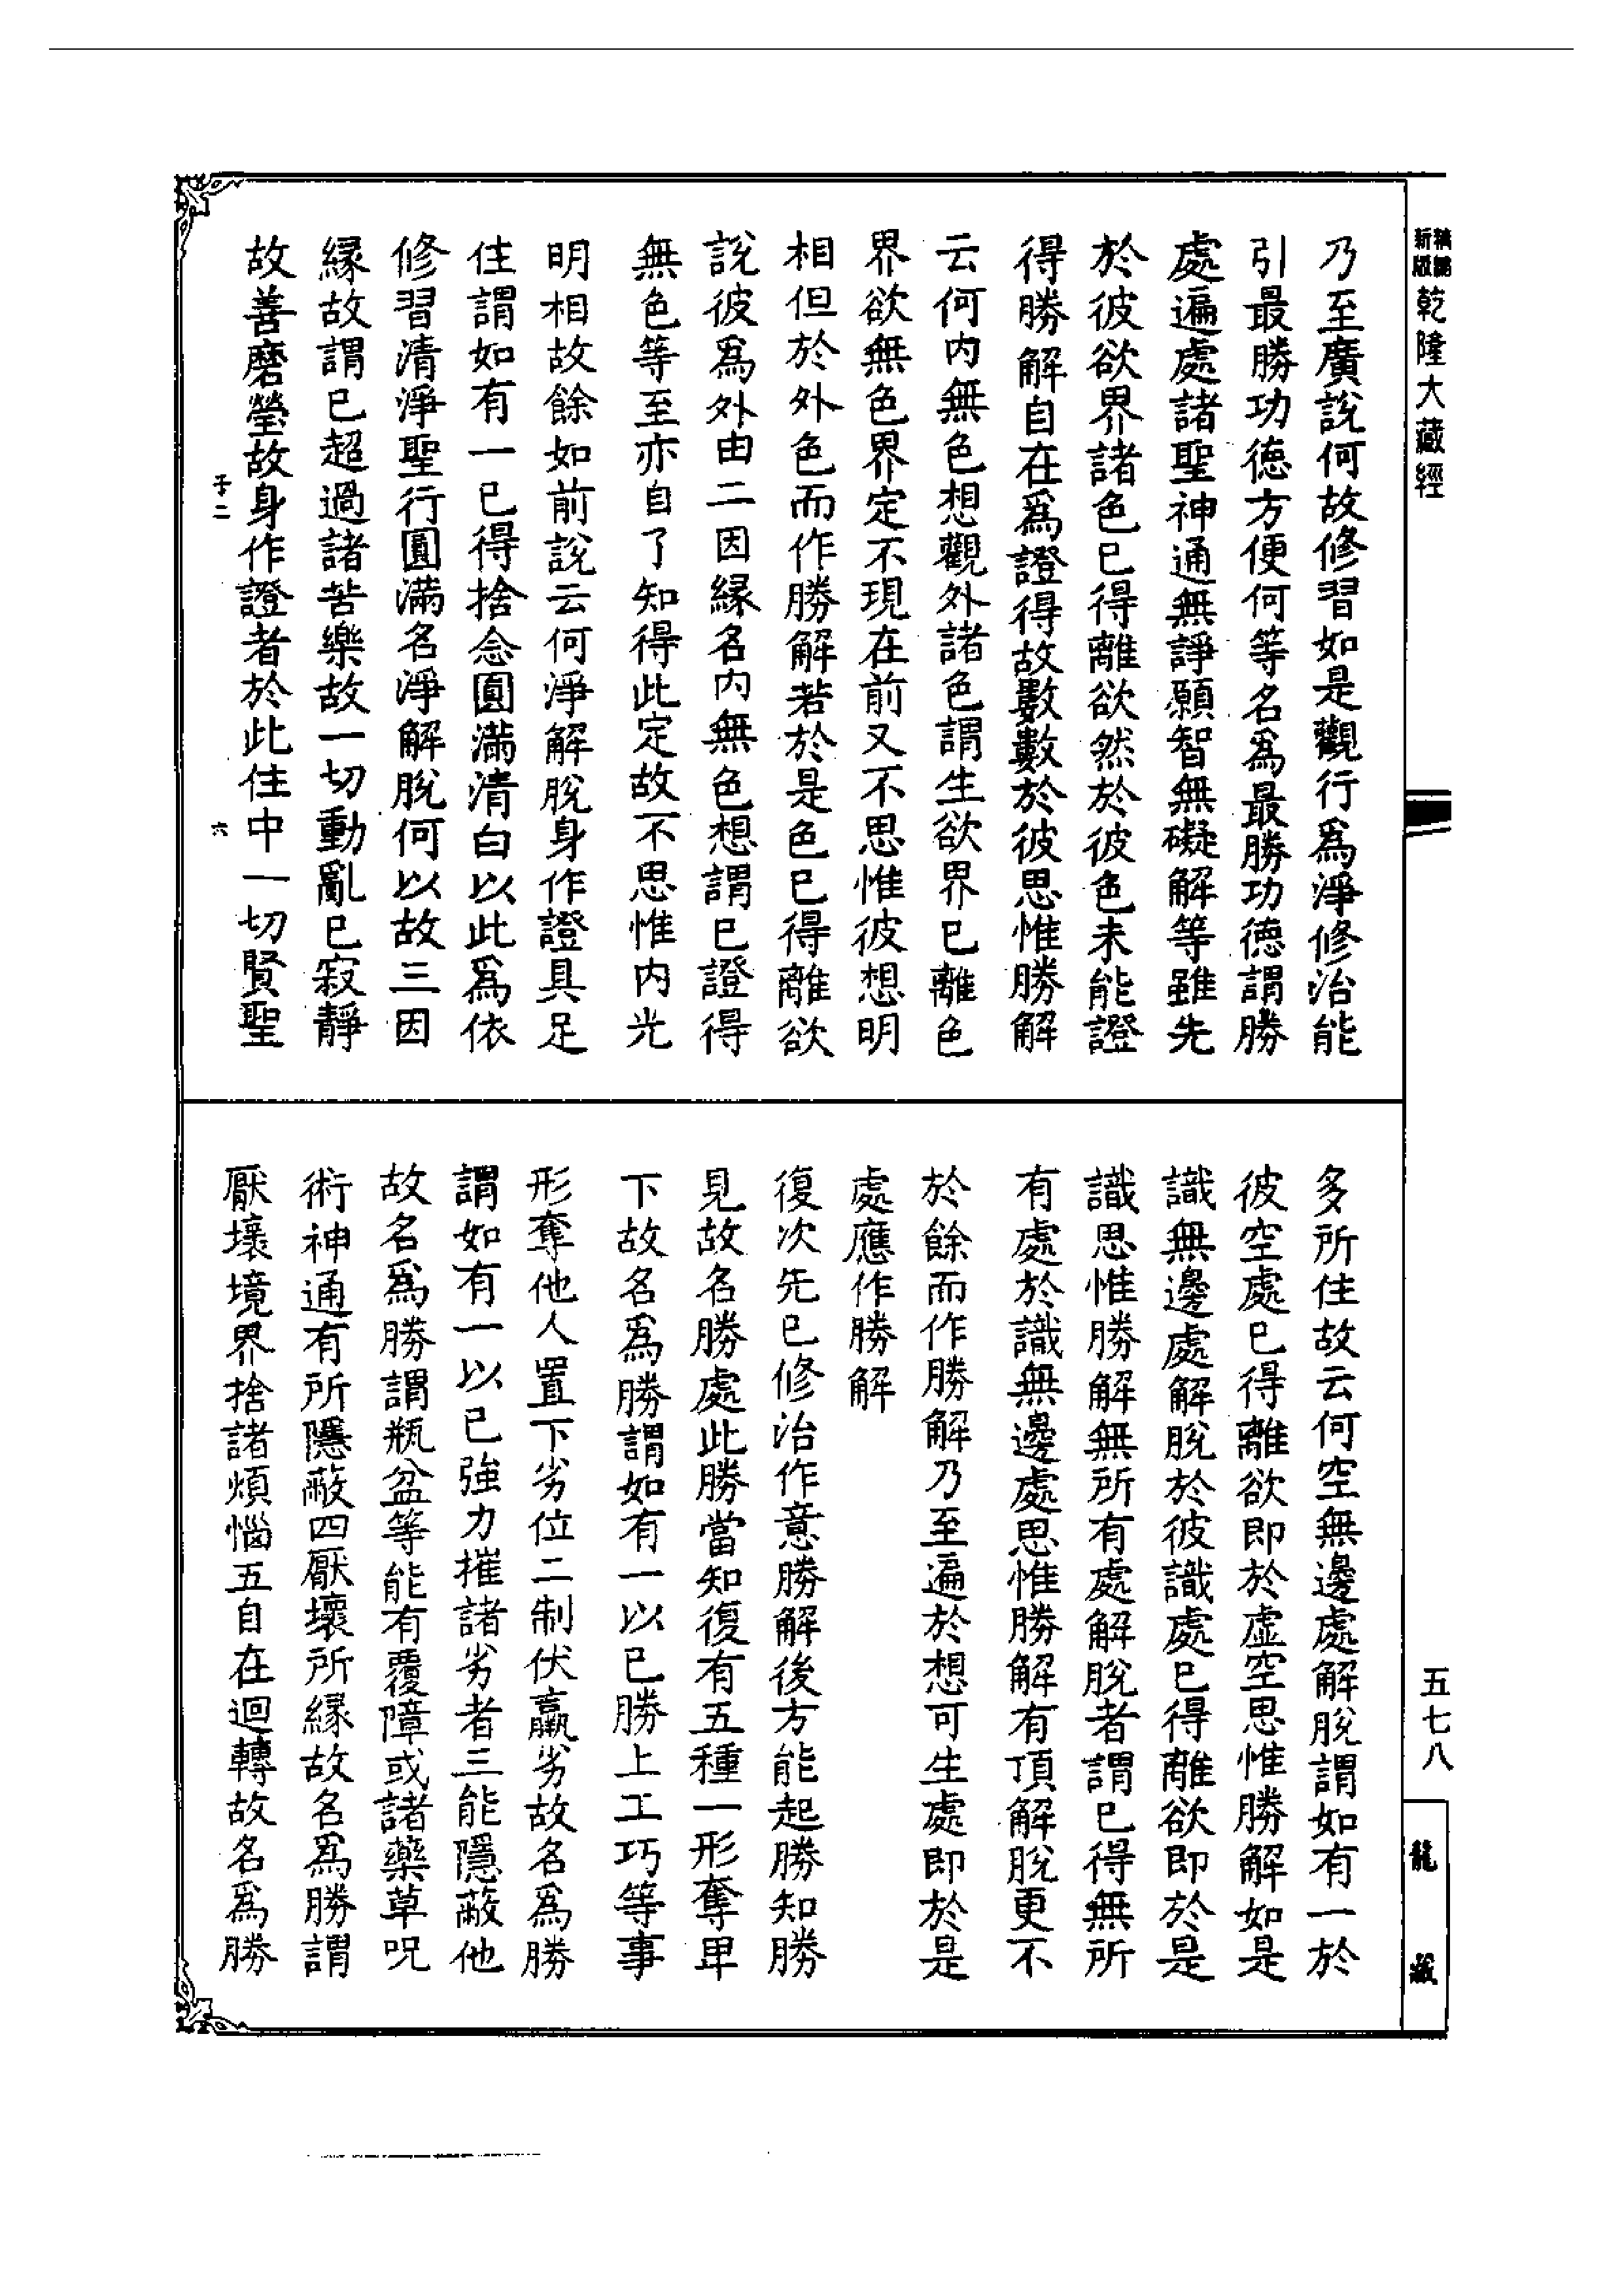 新編
新版
乾隆大藏經
五七八
龍藏
乃至廣說何故修習如是觀行為淨修治能
引最勝功德方便何等名為最勝功德謂勝
處遍處諸聖神通無諍願智無礙解等雖先
於彼欲界諸色已得離欲然於彼色未能證
得勝解自在為證得故數數於彼思惟勝解
云何內無色想觀外諸色謂生欲界已離色
界欲無色界定不現在前又不思惟彼想明
相但於外色而作勝解若於是色已得離欲
說彼為外由二因緣名內無色想謂已證得
無色等至亦自了知得此定故不思惟內光
明相故餘如前說云何淨解脫身作證具足
住謂如有一已得捨念圓滿清白以此為依
修習清淨聖行圓滿名淨解脫何以故三因
緣故謂已超過諸苦樂故一切動亂已寂靜
故善磨瑩故身作證者於此住中一切賢聖
于二
六
多所住故云何空無邊處解脫謂如有一於
彼空處已得離欲即於虛空思惟勝解如是
識無邊處解脫於彼識處已得離欲即於是
識思惟勝解無所有處解脫者謂已得無所
有處於識無邊處思惟勝解有頂解脫更不
於餘而作勝解乃至遍於想可生處即於是
處應作勝解
復次先已修治作意勝解後方能起勝知勝
見故名勝處此勝當知復有五種一形奪卑
下故名為勝謂如有一以已勝上工巧等事
形奪他人置下劣位二制伏羸劣故名為勝
謂如有一以已強力摧諸劣者三能隱蔽他
故名為勝謂瓶盆等能有覆障或諸藥草呪
術神通有所隱蔽四厭壞所緣故名為勝謂
厭壞境界捨諸煩惱五自在迴轉故名為勝